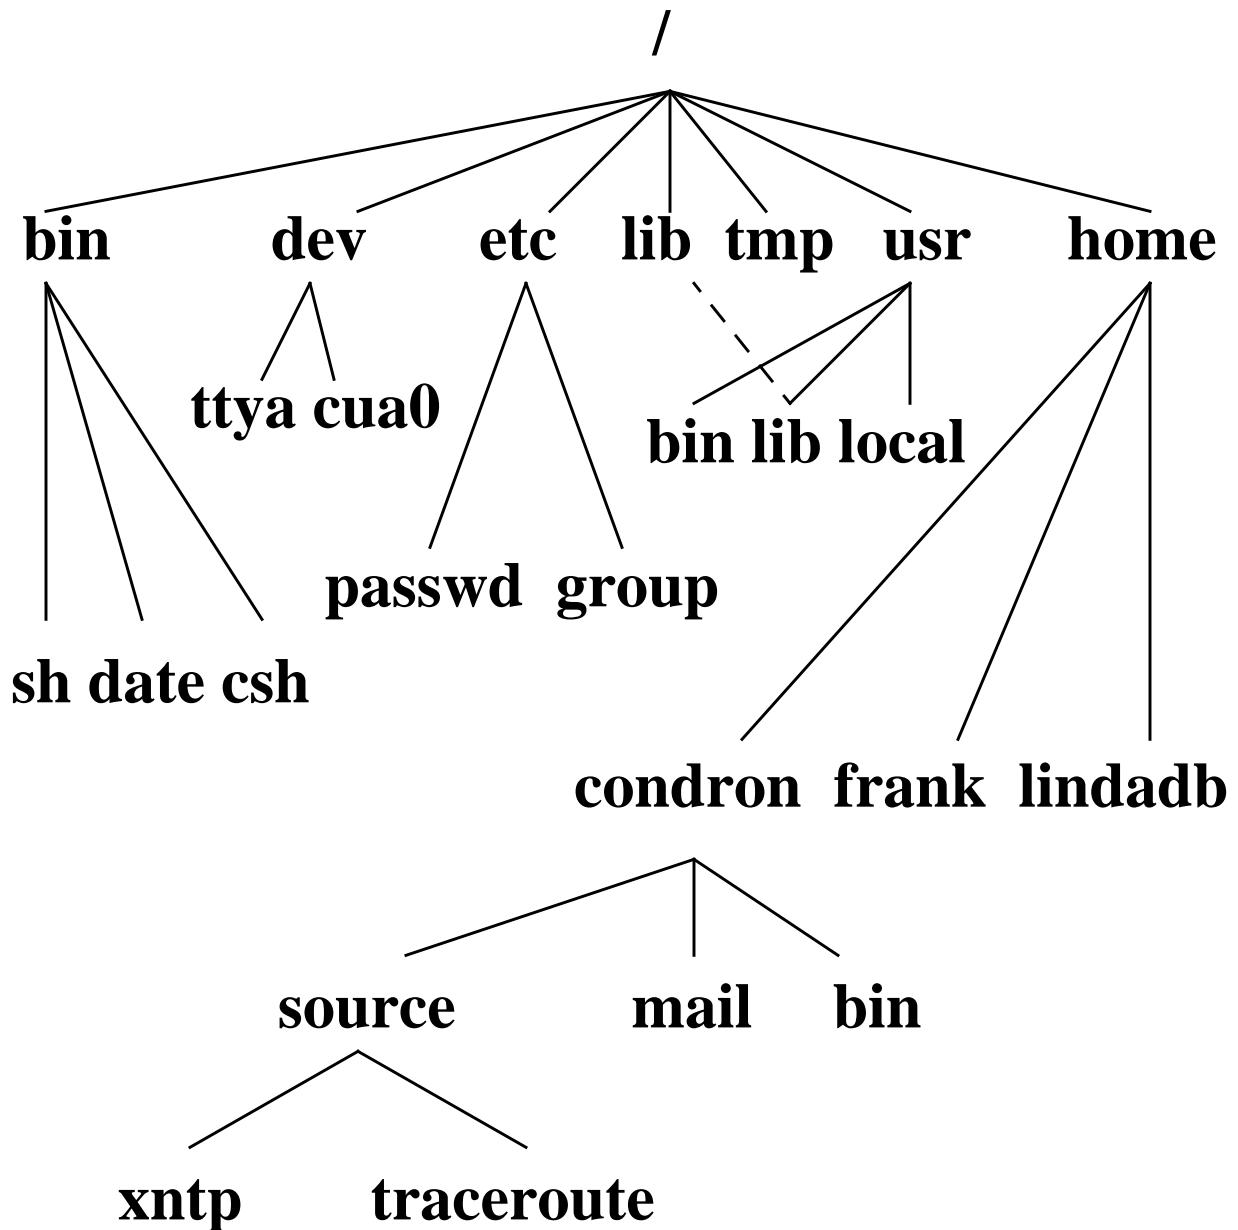 /
bin dev etc lib tmp usr home
ttya cua0
bin lib local
passwd group
sh date csh
condron frank lindadb
source mail bin
xntp traceroute